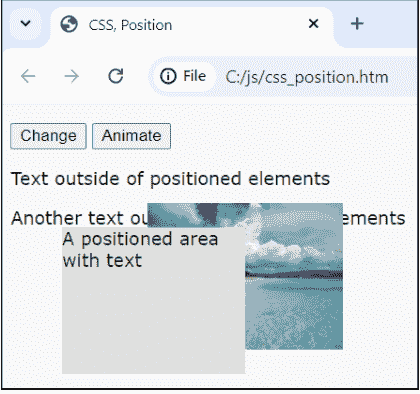 CSS, Position
File C:/js/css_position.htm
Change Animate
Text outside of positioned elements
Another text ou ements
A positioned area
with text